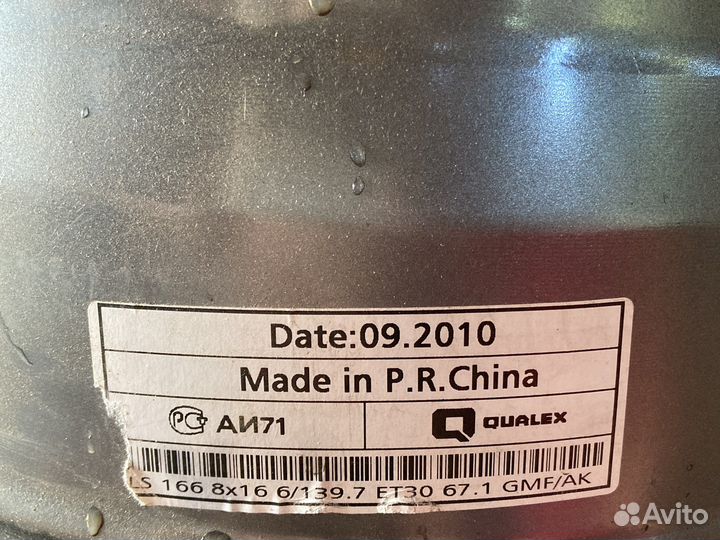 Date:09.2010
Made in P.R.China
РСТ АИ71 QUALEX
LS 166 8x16 6/139.7 ET30 67.1 GMF/AK
Avito